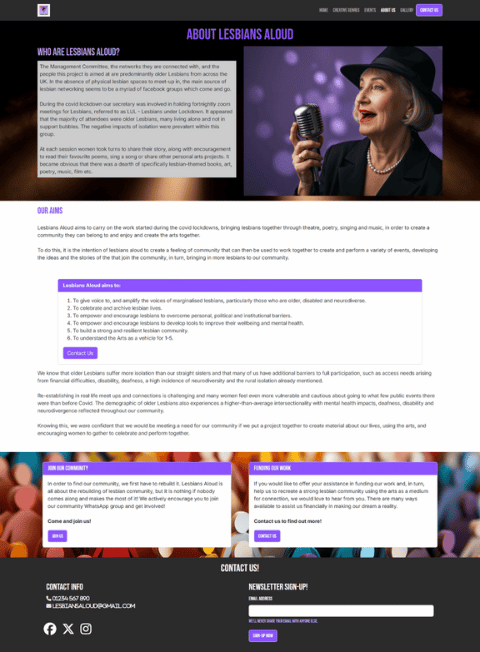 HOME CREATIVE GENRES EVENTS ABOUT US GALLERY CONTACT US
ABOUT LESBIANS ALOUD
WHO ARE LESBIANS ALOUD?
The Management Committee, the networks they are connected with, and the
people this project is aimed at are predominantly older Lesbians from across the
UK. In the absence of physical lesbian spaces to meet-up in, the main source of
lesbian networking seems to be a myriad of facebook groups which come and go.
During the covid lockdown our secretary was involved in holding fortnightly zoom
meetings for Lesbians, referred to as LUL - Lesbians under Lockdown. It appeared
that the majority of attendees were older Lesbians, many living alone and not in
support bubbles. The negative impacts of isolation were prevalent within this
group.
At each session women took turns to share their story, along with encouragement
to read their favourite poems, sing a song or share other personal arts projects. It
became obvious that there was a dearth of specifically lesbian-themed books, art,
poetry, music, film etc.
OUR AIMS
Lesbians Aloud aims to carry on the work started during the covid lockdowns, bringing lesbians together through theatre, poetry, singing and music, in order to create a
community they can belong to and enjoy and create the arts together.
To do this, it is the intention of lesbians aloud to create a feeling of community that can then be used to work together to create and perform a variety of events, developing
the ideas and the stories of the that join the community, in turn, bringing in more lesbians to our community.
Lesbians Aloud aims to:
1. To give voice to, and amplify the voices of marginalised lesbians, particularly those who are older, disabled and neurodiverse.
2. To celebrate and archive lesbian lives.
3. To empower and encourage lesbians to overcome personal, political and institutional barriers.
4. To empower and encourage lesbians to develop tools to improve their wellbeing and mental health.
5. To build a strong and resilient lesbian community.
6. To understand the Arts as a vehicle for 1-5.
Contact Us
We know that older Lesbians suffer more isolation than our straight sisters and that many of us have additional barriers to full participation, such as access needs arising
from financial difficulties, disability, deafness, a high incidence of neurodiversity and the rural isolation already mentioned.
Re-establishing in real life meet ups and connections is challenging and many women feel even more vulnerable and cautious about going to what few public events there
were than before Covid. The demographic of older Lesbians also experiences a higher-than-average intersectionality with mental health impacts, deafness, disability and
neurodivergence reflected throughout our community.
Knowing this, we were confident that we would be meeting a need for our community if we put a project together to create material about our lives, using the arts, and
encouraging women to gather to celebrate and perform together.
JOIN OUR COMMUNITY
In order to find our community, we first have to rebuild it. Lesbians Aloud is
all about the rebuilding of lesbian community, but it is nothing if nobody
comes along and makes the most of it! We actively encourage you to join
our community WhatsApp group and get involved!
Come and join us!
JOIN US
FUNDING OUR WORK
If you would like to offer your assistance in funding our work and, in turn,
help us to recreate a strong lesbian community using the arts as a medium
for connection, we would love to hear from you. There are many ways
available to assist us financially in making our dream a reality.
Contact us to find out more!
CONTACT US
CONTACT US!
CONTACT INFO
01234 567 890
LESBIANSALOUD@GMAIL.COM
NEWSLETTER SIGN-UP!
EMAIL ADDRESS
WE'LL NEVER SHARE YOUR EMAIL WITH ANYONE ELSE.
SIGN-UP NOW